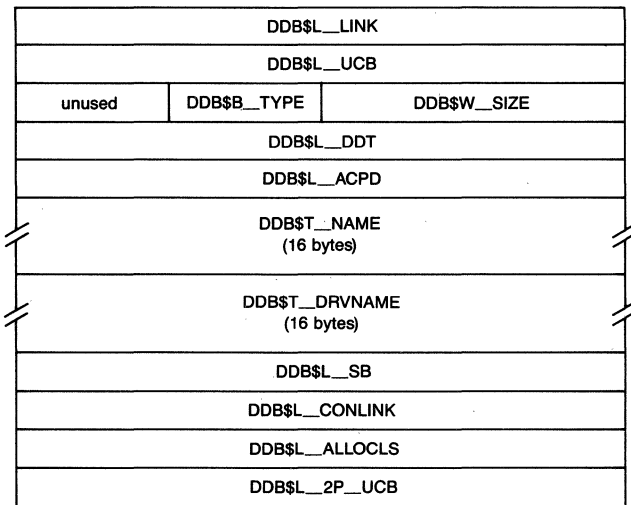 DDB$L__LINK
DDB$L__UCB
unused DDB$B__TYPE DDB$W__SIZE
DDB$L__DDT
DDB$L__ACPD
DDB$T__NAME
(16 bytes)
DDB$T__DRVNAME
(16 bytes)
DDB$L__SB
DDB$L__CONLINK
DDB$L__ALLOCLS
DDB$L__2P__UCB